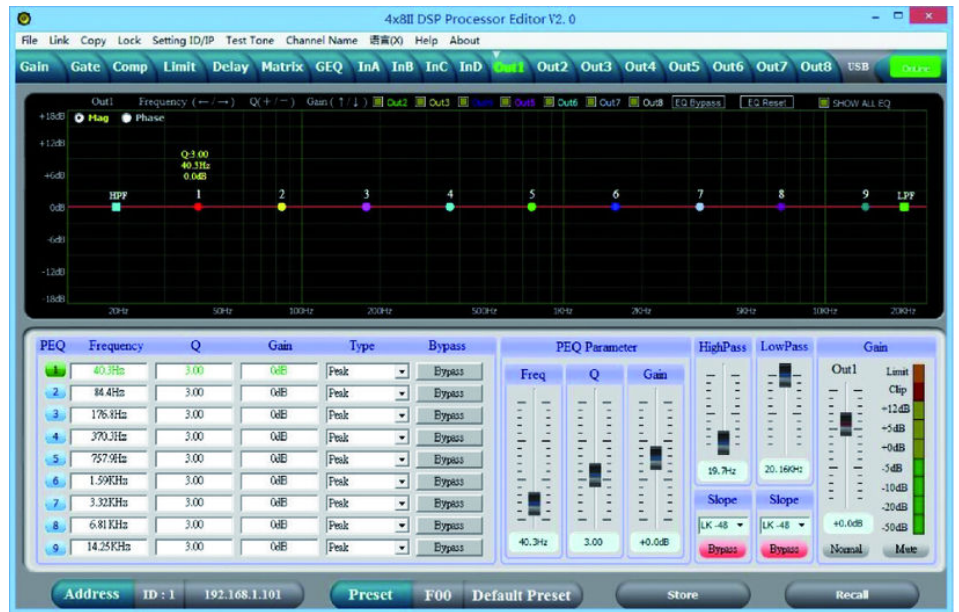 4x8II DSP Processor Editor V2. 0
File Link Copy Lock Setting ID/IP Test Tone Channel Name 语言(X) Help About
Gain Gate Comp Limit Delay Matrix GEQ InA InB InC InD Out1 Out2 Out3 Out4 Out5 Out6 Out7 Out8 USB OnLine
Out1 Frequency (←/→) Q(+/-) Gain(↑/↓) Out2 Out3 Out4 Out5 Out6 Out7 Out8 EQ Bypass EQ Reset SHOW ALL EQ
+18dB Mag Phase
+12dB
Q:3.00
40.3Hz
+6dB 0.0dB
HPF 1 2 3 4 5 6 7 8 9 LPF
0dB
-6dB
-12dB
-18dB
20Hz 50Hz 100Hz 200Hz 500Hz 1KHz 2KHz 5KHz 10KHz 20KHz
PEQ Frequency Q Gain Type Bypass
1 40.3Hz 3.00 0dB Peak Bypass
2 84.4Hz 3.00 0dB Peak Bypass
3 176.8Hz 3.00 0dB Peak Bypass
4 370.3Hz 3.00 0dB Peak Bypass
5 757.9Hz 3.00 0dB Peak Bypass
6 1.59KHz 3.00 0dB Peak Bypass
7 3.32KHz 3.00 0dB Peak Bypass
8 6.81KHz 3.00 0dB Peak Bypass
9 14.25KHz 3.00 0dB Peak Bypass
PEQ Parameter
Freq Q Gain
40.3Hz 3.00 +0.0dB
HighPass LowPass
19.7Hz 20.16KHz
Slope Slope
LK-48 LK-48
Bypass Bypass
Gain
Out1 Limit
Clip
+12dB
+5dB
+0dB
-5dB
-10dB
-20dB
+0.0dB -50dB
Normal Mute
Address ID : 1 192.168.1.101 Preset F00 Default Preset Store Recall